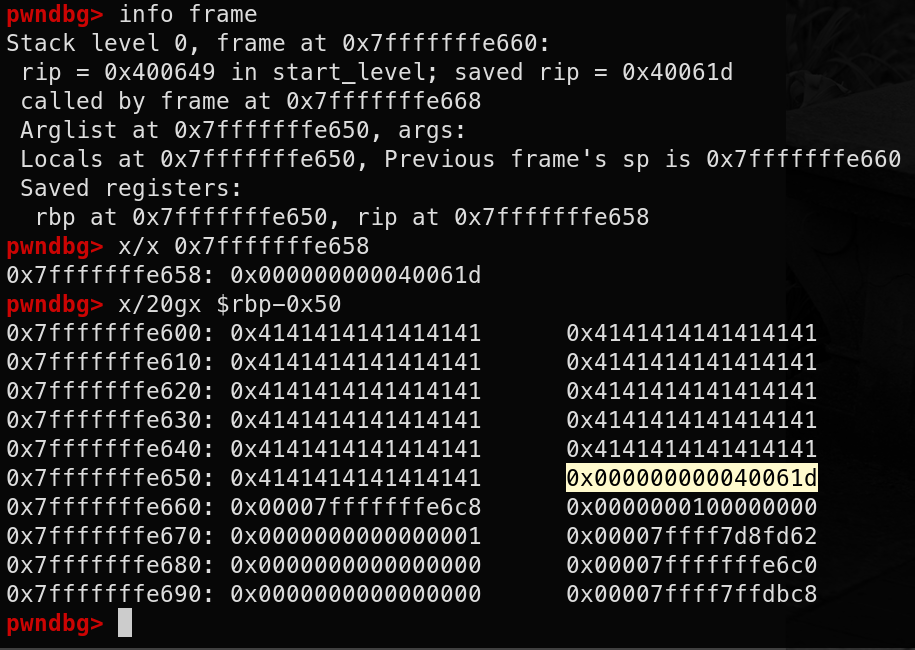 pwndbg> info frame
Stack level 0, frame at 0x7fffffffe660:
 rip = 0x400649 in start_level; saved rip = 0x40061d
 called by frame at 0x7fffffffe668
 Arglist at 0x7fffffffe650, args:
 Locals at 0x7fffffffe650, Previous frame's sp is 0x7fffffffe660
 Saved registers:
  rbp at 0x7fffffffe650, rip at 0x7fffffffe658
pwndbg> x/x 0x7fffffffe658
0x7fffffffe658: 0x000000000040061d
pwndbg> x/20gx $rbp-0x50
0x7fffffffe600: 0x4141414141414141      0x4141414141414141
0x7fffffffe610: 0x4141414141414141      0x4141414141414141
0x7fffffffe620: 0x4141414141414141      0x4141414141414141
0x7fffffffe630: 0x4141414141414141      0x4141414141414141
0x7fffffffe640: 0x4141414141414141      0x4141414141414141
0x7fffffffe650: 0x4141414141414141      0x000000000040061d
0x7fffffffe660: 0x00007fffffffe6c8      0x0000000100000000
0x7fffffffe670: 0x0000000000000001      0x00007ffff7d8fd62
0x7fffffffe680: 0x0000000000000000      0x00007fffffffe6c0
0x7fffffffe690: 0x0000000000000000      0x00007ffff7ffdbc8
pwndbg>